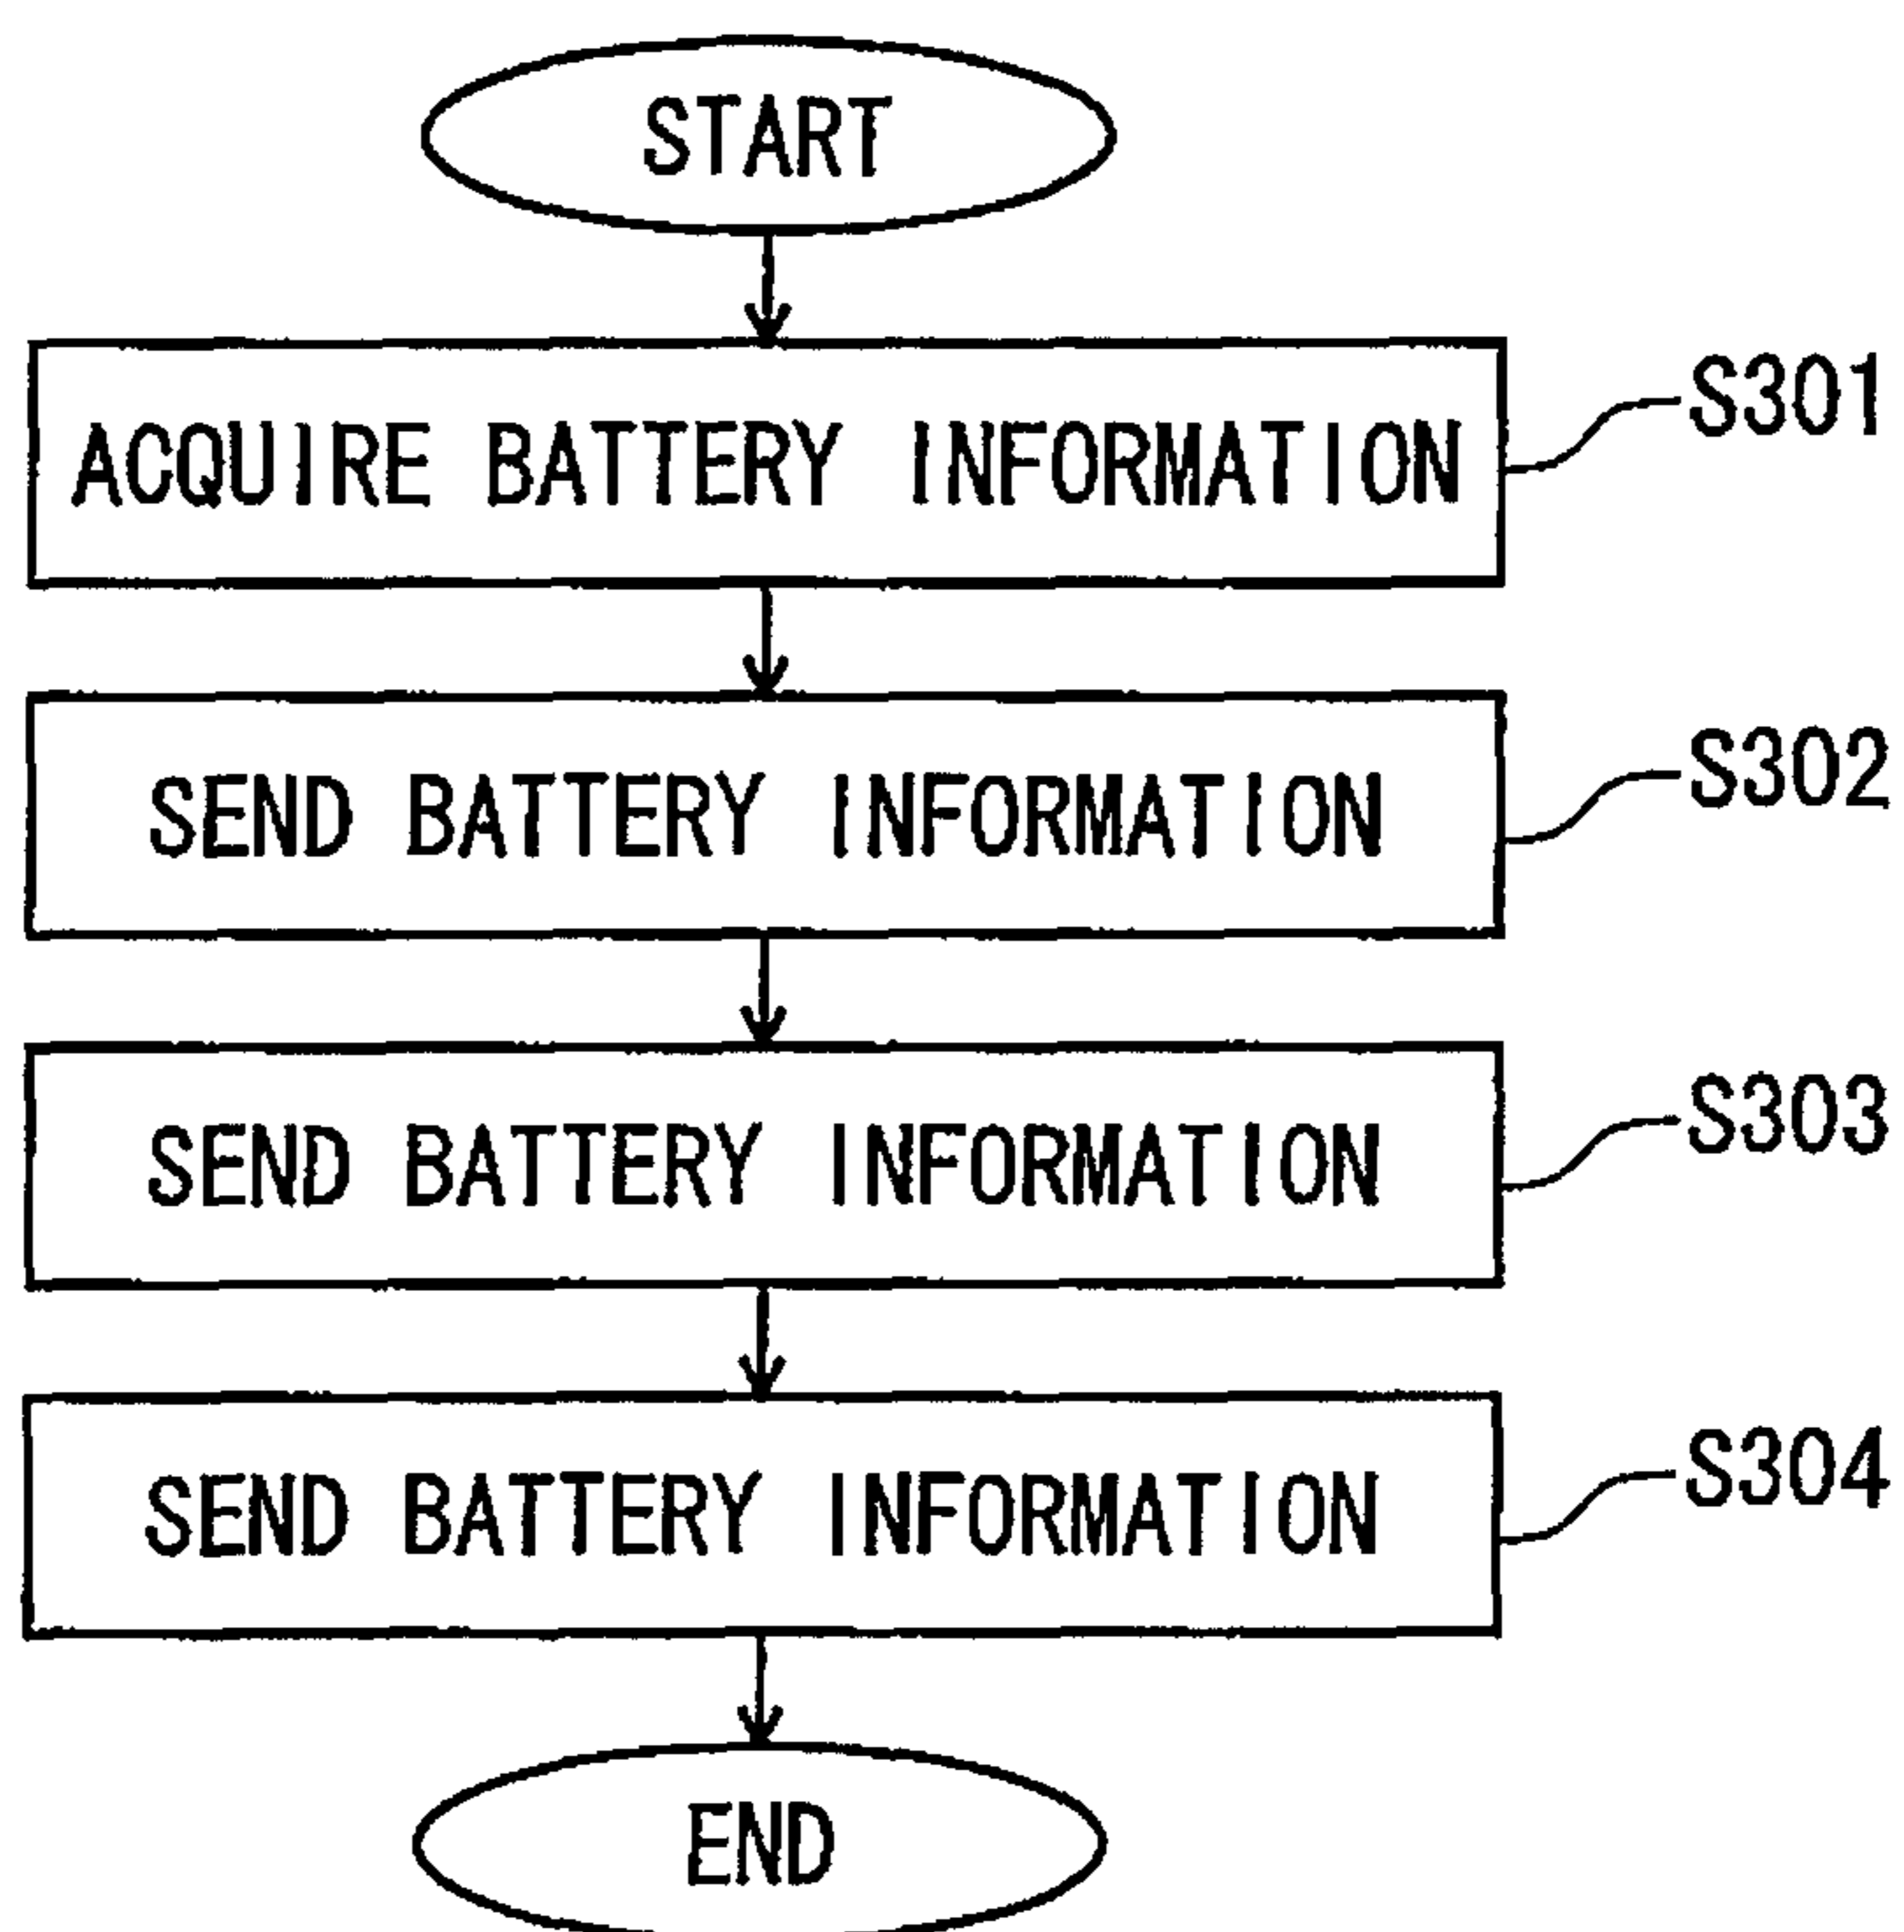 START
ACQUIRE BATTERY INFORMATION
S301
SEND BATTERY INFORMATION
S302
SEND BATTERY INFORMATION
S303
SEND BATTERY INFORMATION
S304
END